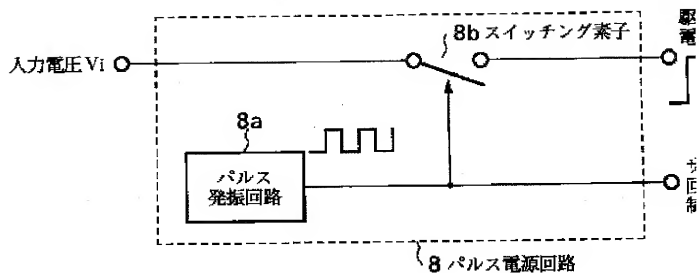 8b スイッチング素子
入力電圧 Vi
8a
パルス
発振回路
8 パルス電源回路